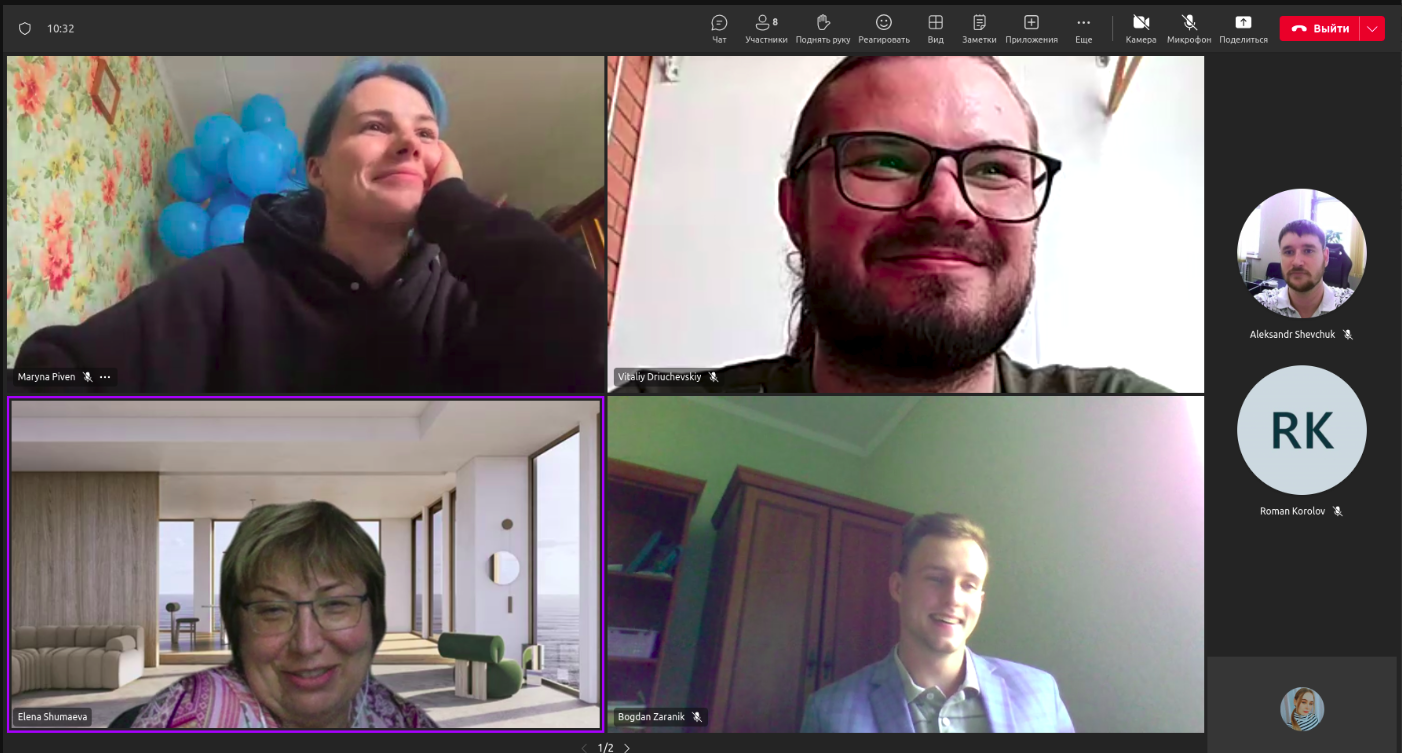 10:32
Чат
8
Участники
Поднять руку
Реагировать
Вид
Заметки
Приложения
Еще
Камера
Микрофон
Поделиться
Выйти
Maryna Piven
Vitaliy Driuchevskiy
Aleksandr Shevchuk
RK
Roman Korolov
Elena Shumaeva
Bogdan Zaranik
1/2